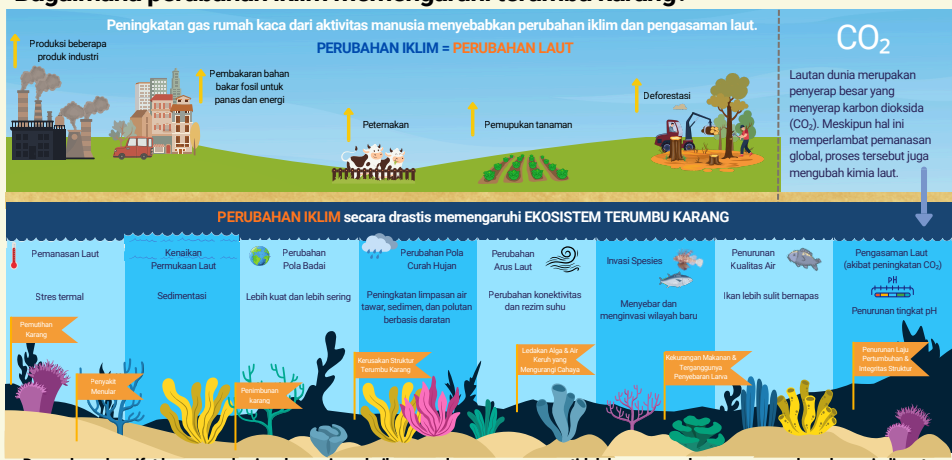 Bagaimana perubahan iklim memengaruhi terumbu karang?
Peningkatan gas rumah kaca dari aktivitas manusia menyebabkan perubahan iklim dan pengasaman laut.
PERUBAHAN IKLIM = PERUBAHAN LAUT
Produksi beberapa
produk industri
Pembakaran bahan
bakar fosil untuk
panas dan energi
Peternakan
Pemupukan tanaman
Deforestasi
CO₂
Lautan dunia merupakan
penyerap besar yang
menyerap karbon dioksida
(CO₂). Meskipun hal ini
memperlambat pemanasan
global, proses tersebut juga
mengubah kimia laut.
PERUBAHAN IKLIM secara drastis memengaruhi EKOSISTEM TERUMBU KARANG
Pemanasan Laut
Stres termal
Kenaikan
Permukaan Laut
Sedimentasi
Perubahan
Pola Badai
Lebih kuat dan lebih sering
Perubahan Pola
Curah Hujan
Peningkatan limpasan air
tawar, sedimen, dan polutan
berbasis daratan
Perubahan
Arus Laut
Perubahan konektivitas
dan rezim suhu
Invasi Spesies
Menyebar dan
menginvasi wilayah baru
Penurunan
Kualitas Air
Ikan lebih sulit bernapas
Pengasaman Laut
(akibat peningkatan CO₂)
PH
Penurunan tingkat pH
Pemutihan
Karang
Penyakit
Menular
Penimbunan
karang
Kerusakan Struktur
Terumbu Karang
Ledakan Alga & Air
Keruh yang
Mengurangi Cahaya
Kekurangan Makanan &
Terganggunya
Penyebaran Larva
Penurunan Laju
Pertumbuhan &
Integritas Struktur